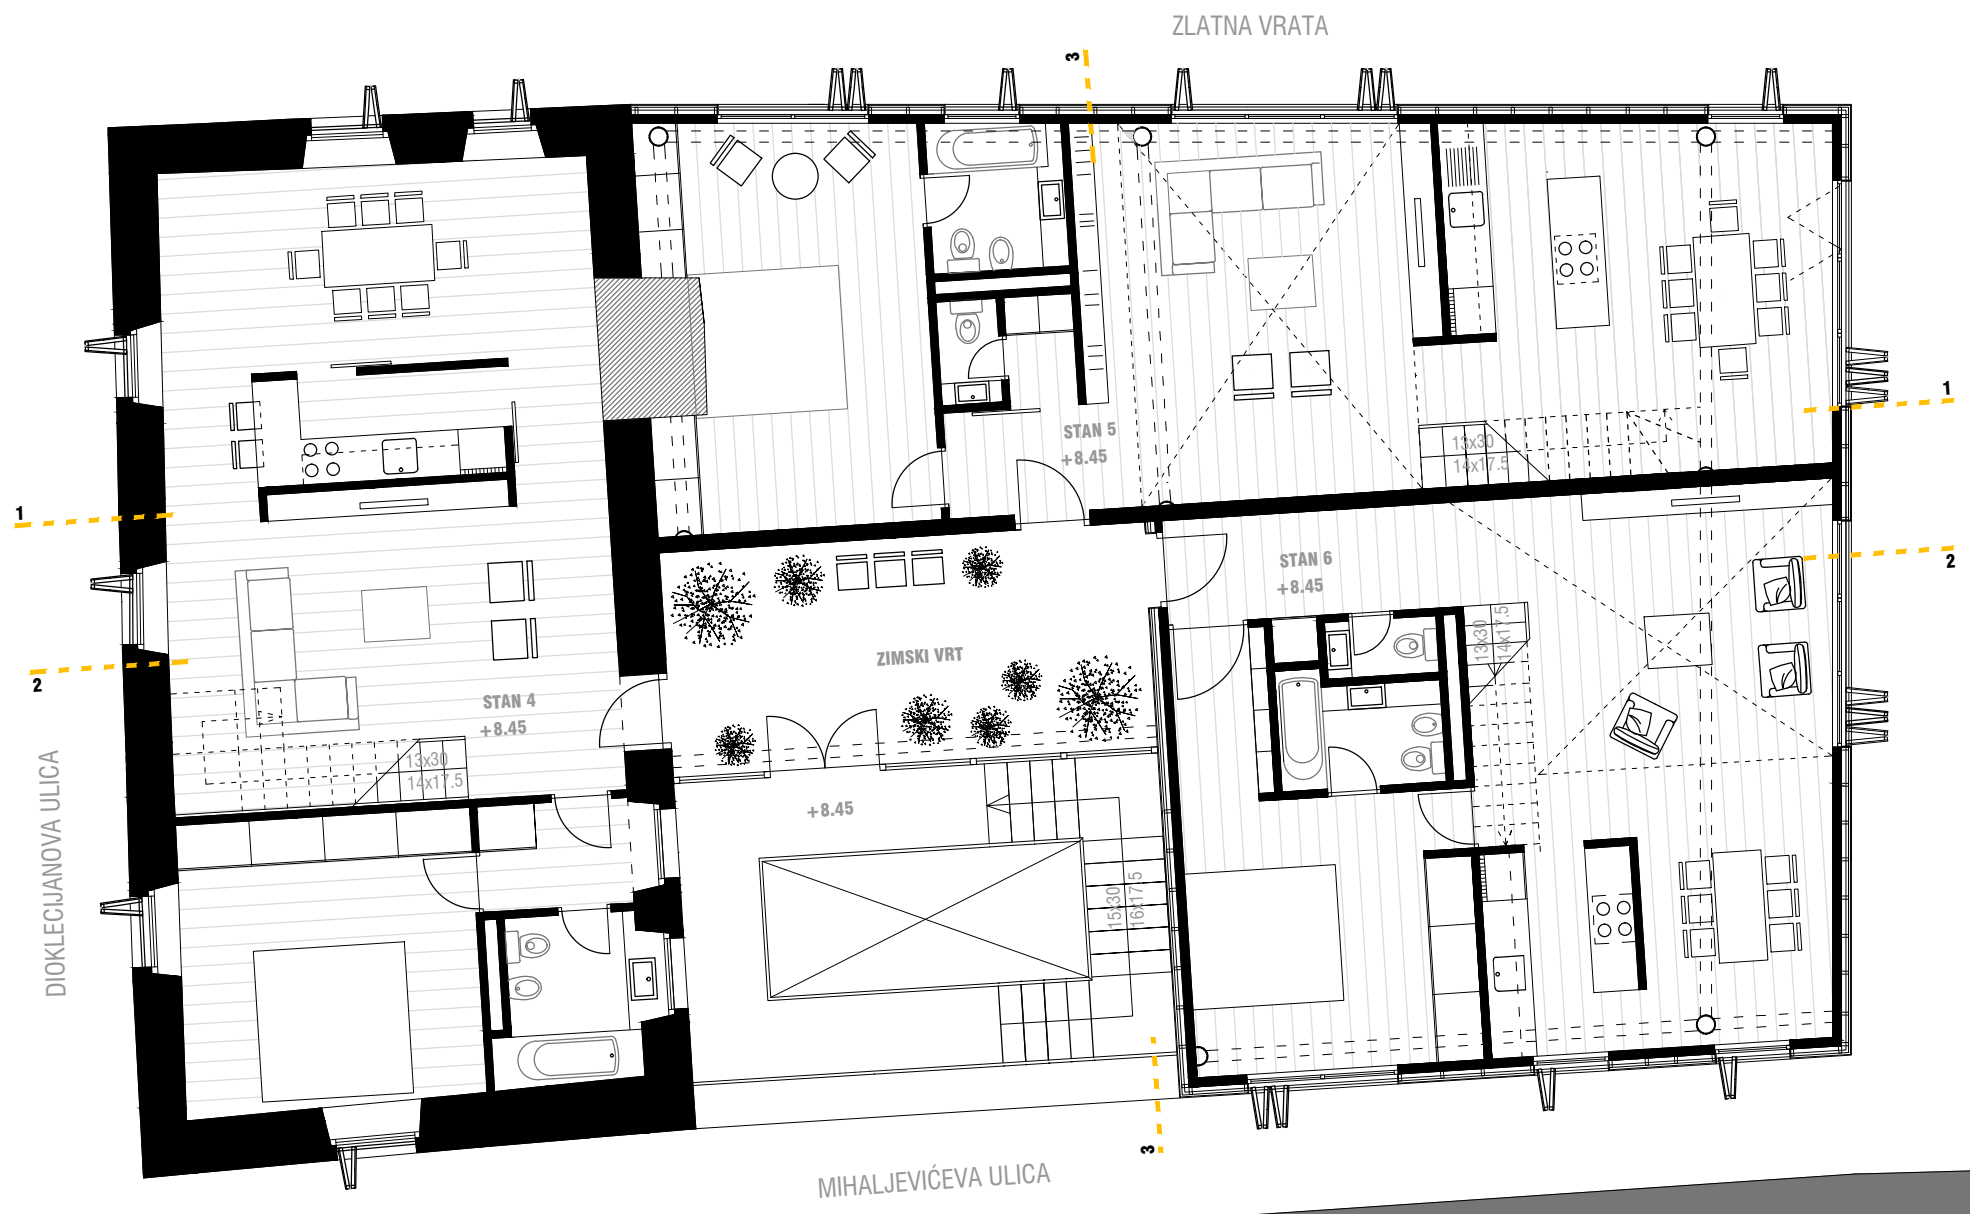 ZLATNA VRATA
3
1
13x30
14x17.5
STAN 5
+8.45
1
2
STAN 6
+8.45
13x30
14x17.5
ZIMSKI VRT
1
2
STAN 4
+8.45
13x30
14x17.5
+8.45
15x30
16x17.5
DIOKLECIJANOVA ULICA
3
MIHALJEVIĆEVA ULICA